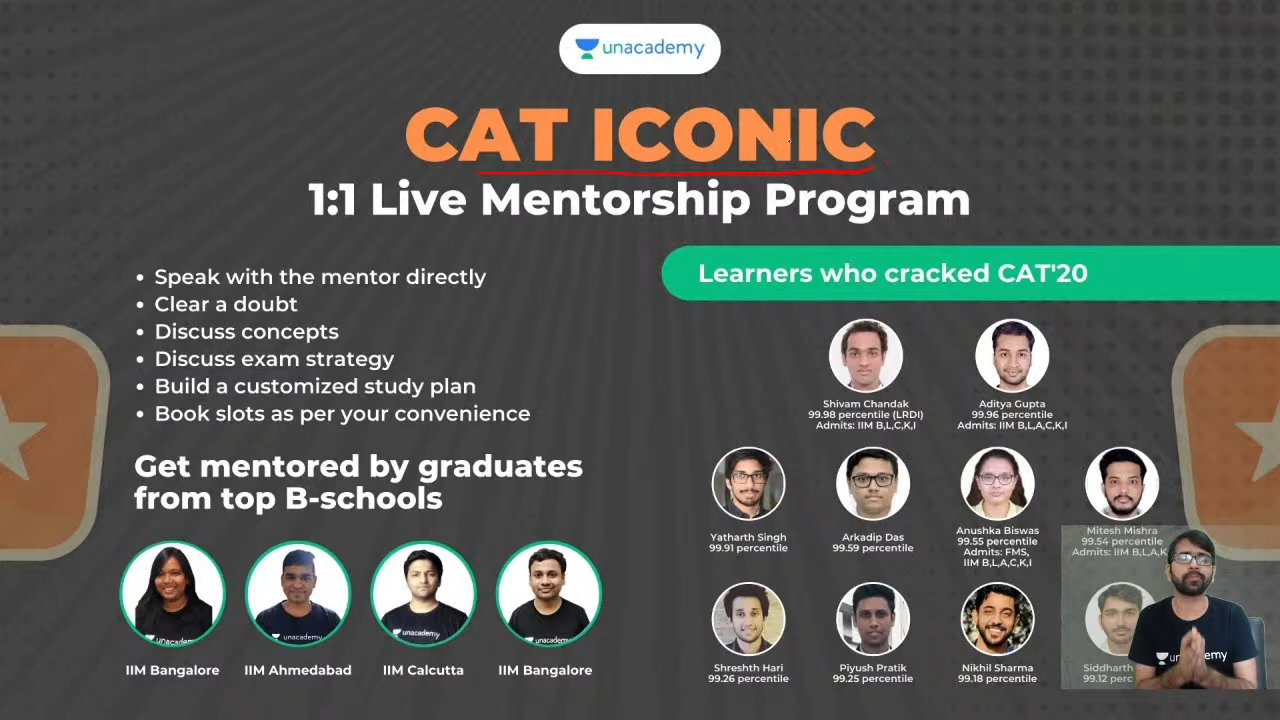 unacademy
CAT ICONIC
1:1 Live Mentorship Program
• Speak with the mentor directly
• Clear a doubt
• Discuss concepts
• Discuss exam strategy
• Build a customized study plan
• Book slots as per your convenience
Get mentored by graduates
from top B-schools
unacademy
unacademy
unacademy
IIM Bangalore
IIM Ahmedabad
IIM Calcutta
IIM Bangalore
Learners who cracked CAT'20
Shivam Chandak
99.98 percentile (LRDI)
Admits: IIM B,L,C,K,I
Aditya Gupta
99.96 percentile
Admits: IIM B,L,A,C,K,I
Yatharth Singh
99.91 percentile
Arkadip Das
99.59 percentile
Anushka Biswas
99.55 percentile
Admits: FMS,
IIM B,L,A,C,K,I
Mitesh Mishra
99.54 percentile
Admits: IIM B,L,A,K
Shreshth Hari
99.26 percentile
Piyush Pratik
99.25 percentile
Nikhil Sharma
99.18 percentile
Siddharth
99.12 perc